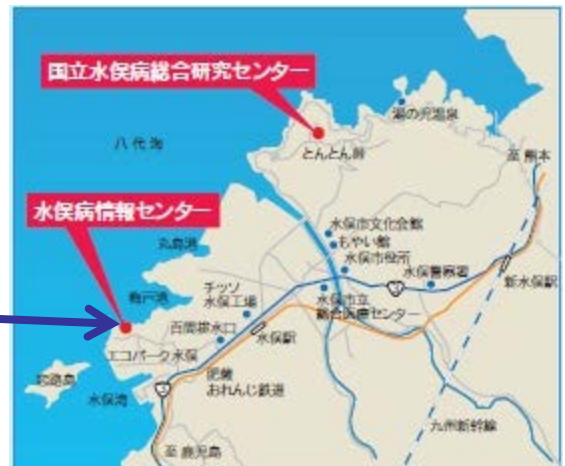 国立水俣病総合研究センター
湯の児温泉
八代海
とんとん峠
至 熊本
水俣病情報センター
水俣市文化会館
もやい館
丸島港
水俣市役所
水俣警察署
新水俣駅
梅戸港
チッソ
水俣工場
3
水俣市立
総合医療センター
百間排水口
水俣駅
エコパーク水俣
肥薩
おれんじ鉄道
水俣湾
3
九州新幹線
至 鹿児島